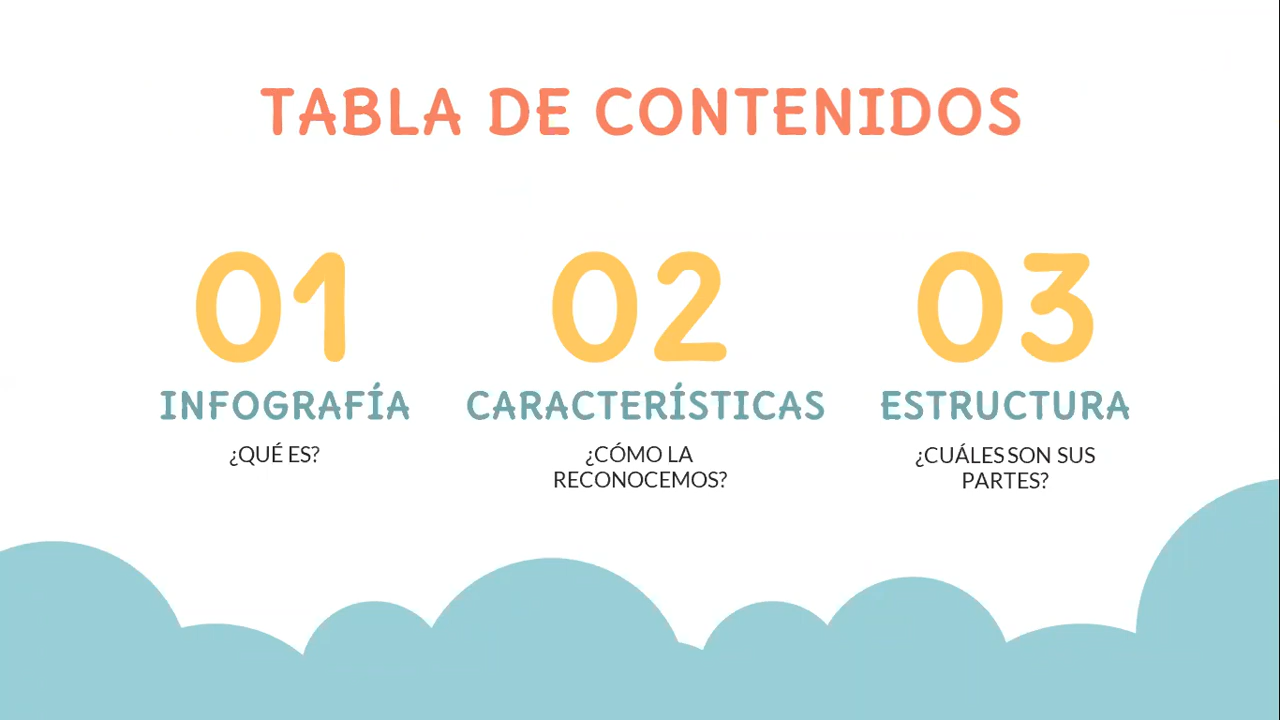 TABLA DE CONTENIDOS
01
02
03
INFOGRAFÍA
CARACTERÍSTICAS
ESTRUCTURA
¿QUÉ ES?
¿CÓMO LA
RECONOCEMOS?
¿CUÁLES SON SUS
PARTES?